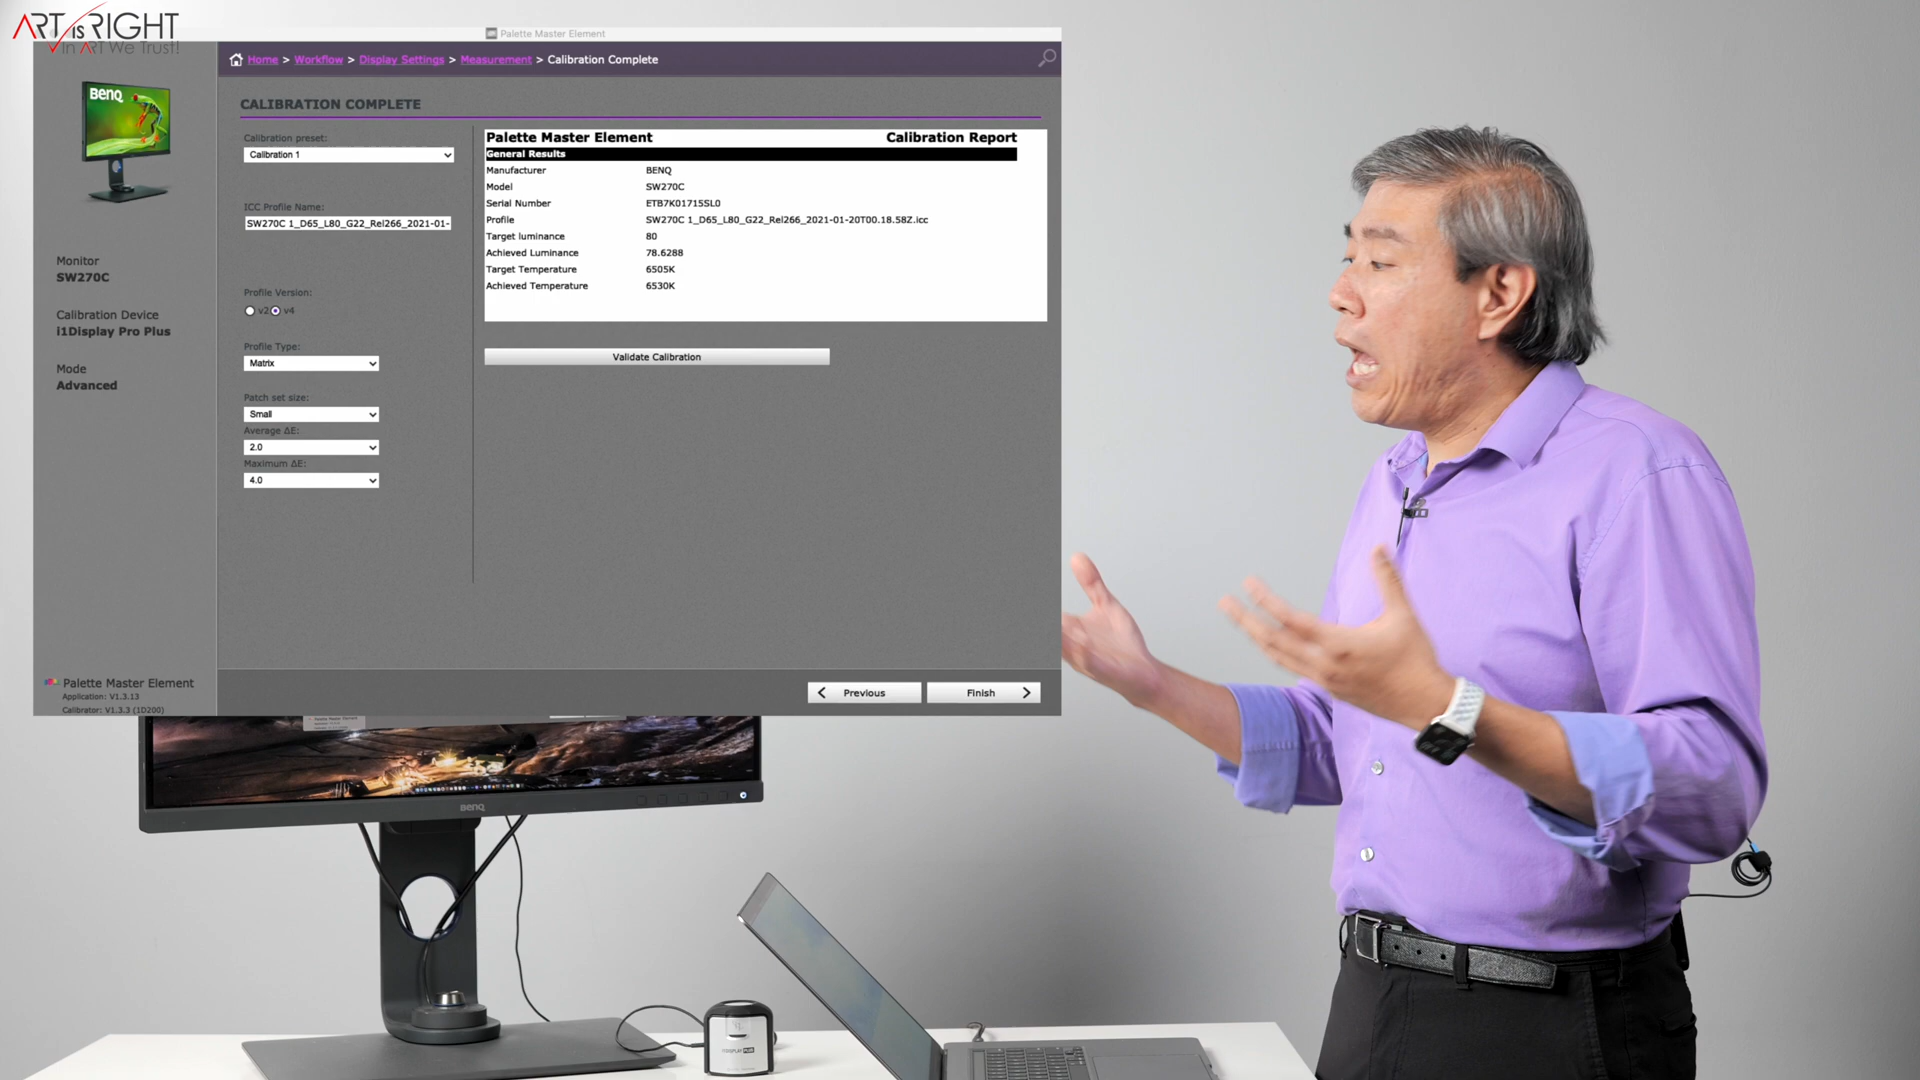 ART is RIGHT
In ART We Trust!
Palette Master Element
Home > Workflow > Display Settings > Measurement > Calibration Complete
BenQ
CALIBRATION COMPLETE
Calibration preset:
Calibration 1
ICC Profile Name:
SW270C 1_D65_L80_G22_Rel266_2021-01-
Monitor
SW270C
Calibration Device
i1Display Pro Plus
Mode
Advanced
Profile Version:
v2 v4
Profile Type:
Matrix
Patch set size:
Small
Average ΔE:
2.0
Maximum ΔE:
4.0
Palette Master Element Calibration Report
General Results
Manufacturer BENQ
Model SW270C
Serial Number ETB7K01715SL0
Profile SW270C 1_D65_L80_G22_Rel266_2021-01-20T00.18.58Z.icc
Target luminance 80
Achieved Luminance 78.6288
Target Temperature 6505K
Achieved Temperature 6530K
Validate Calibration
Previous
Finish
Palette Master Element
Application: V1.3.13
Calibrator: V1.3.3 (1D200)
BenQ